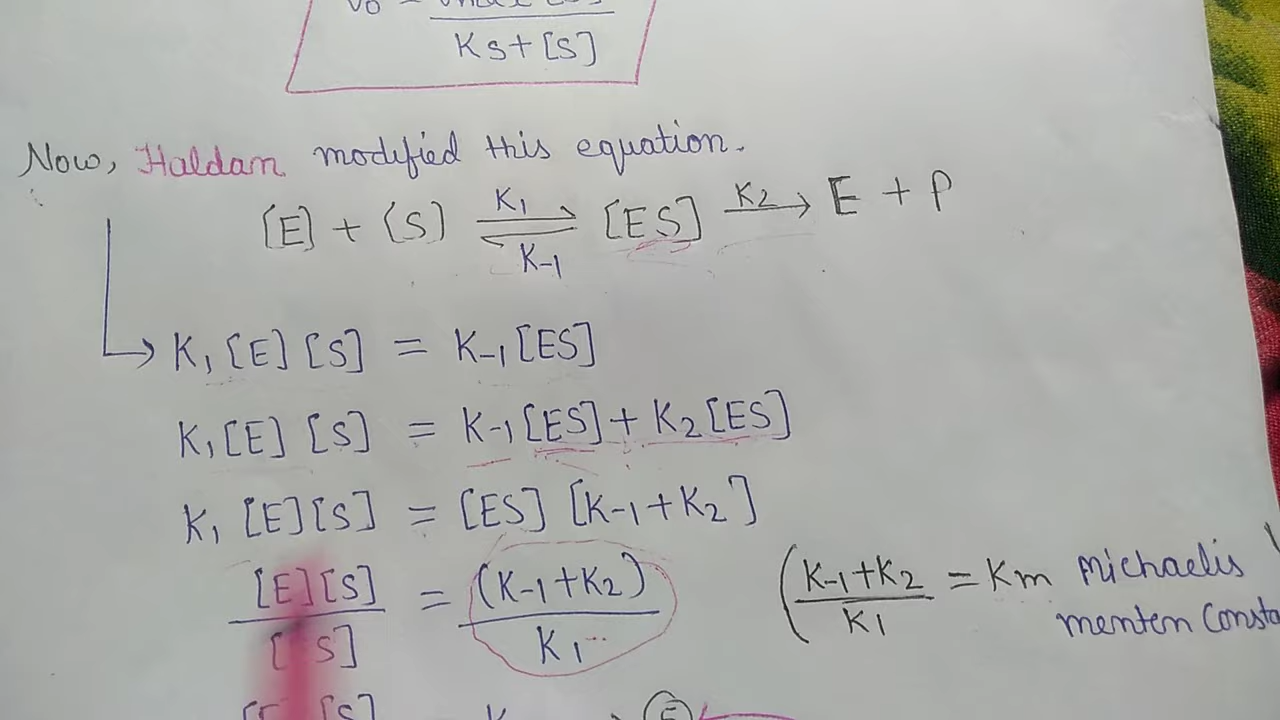 Ks + [S]
Now, Haldam modified this equation.
[E] + [S] ⇌ [ES] → E + P
K1
K-1
K2
K1 [E] [S] = K-1 [ES]
K1 [E] [S] = K-1 [ES] + K2 [ES]
K1 [E] [S] = [ES] [K-1 + K2]
[E] [S] / [ S] = (K-1 + K2) / K1
(K-1 + K2 / K1 = Km Michaelis
menten